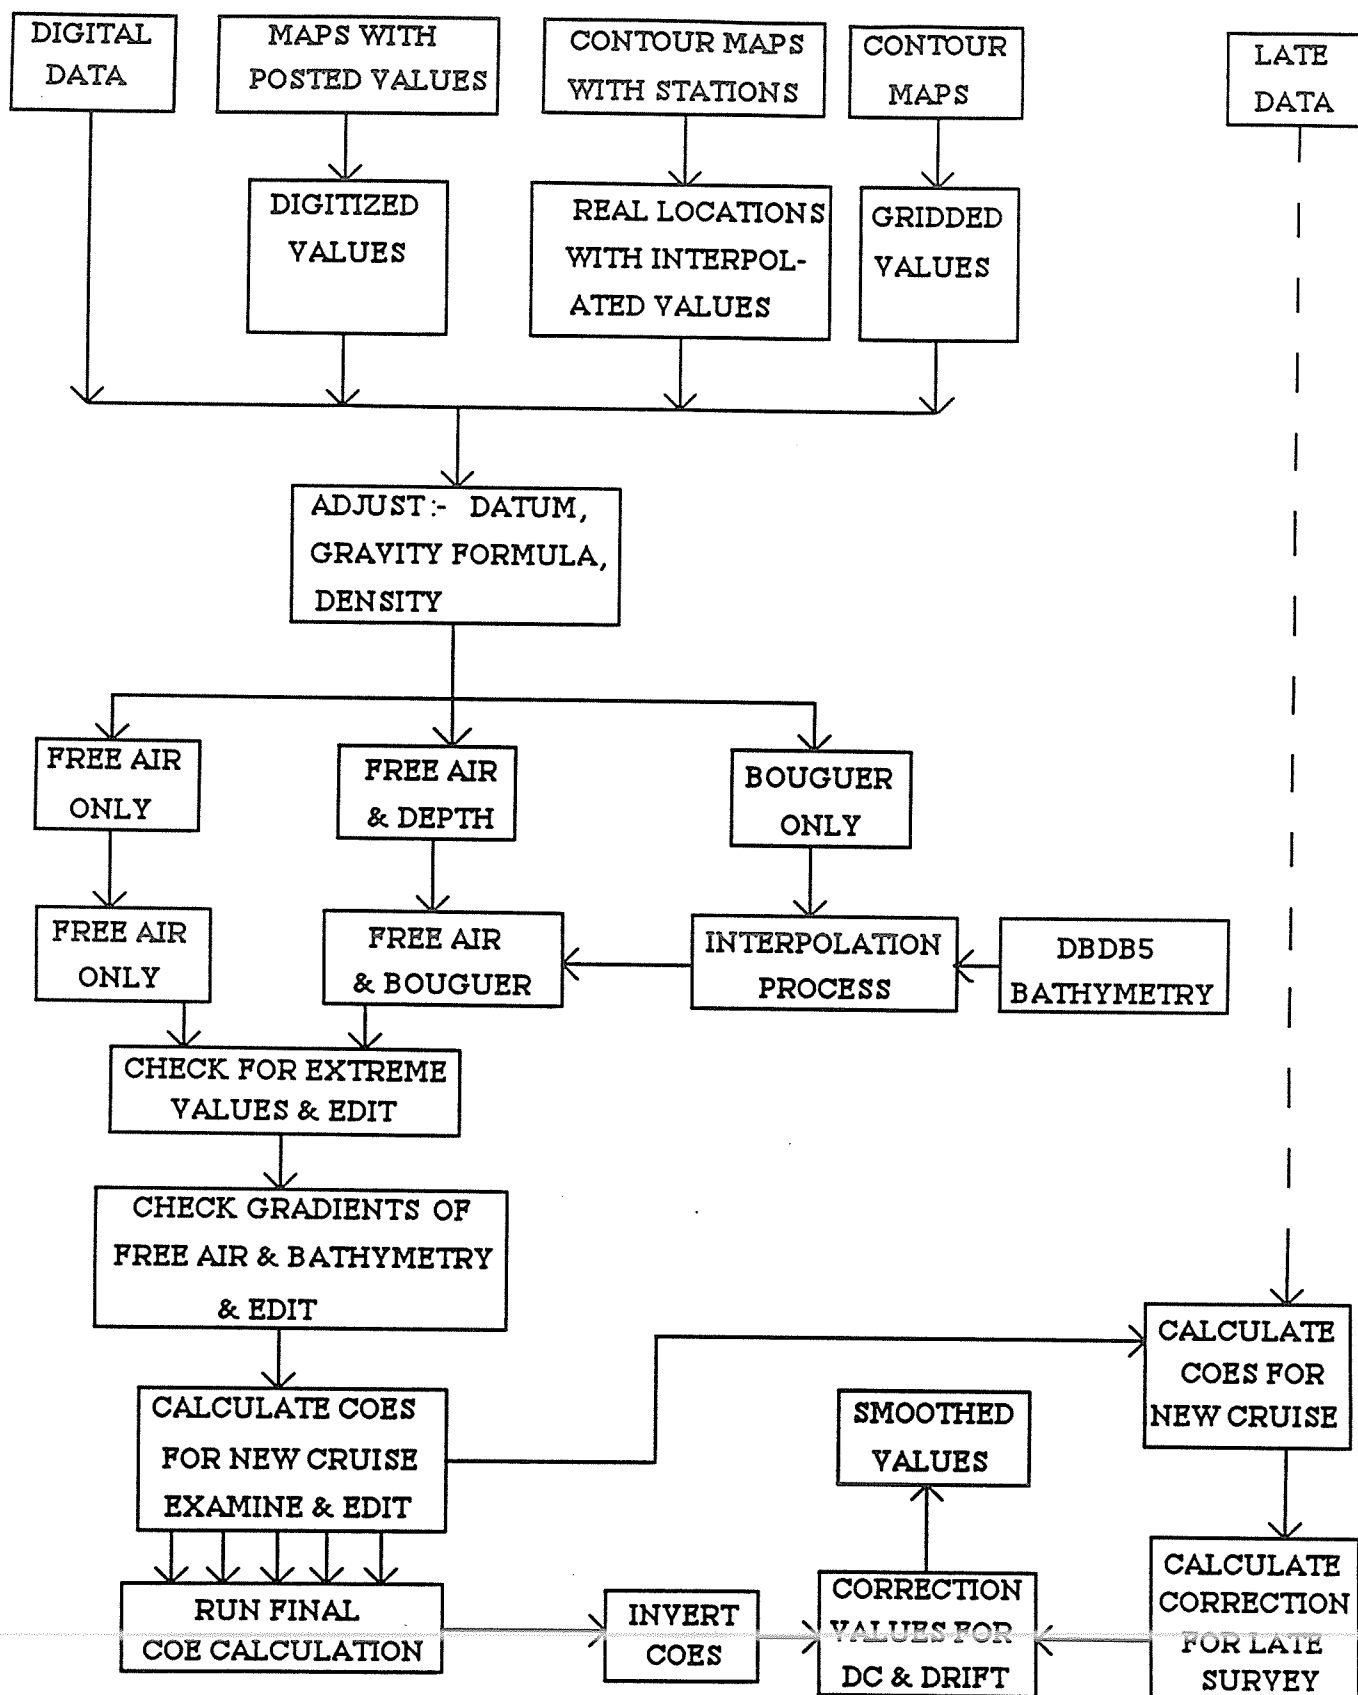 DIGITAL
DATA
MAPS WITH
POSTED VALUES
CONTOUR MAPS
WITH STATIONS
CONTOUR
MAPS
LATE
DATA
DIGITIZED
VALUES
REAL LOCATIONS
WITH INTERPOL-
ATED VALUES
GRIDDED
VALUES
ADJUST:- DATUM,
GRAVITY FORMULA,
DENSITY
FREE AIR
ONLY
FREE AIR
& DEPTH
BOUGUER
ONLY
FREE AIR
ONLY
FREE AIR
& BOUGUER
INTERPOLATION
PROCESS
DBDB5
BATHYMETRY
CHECK FOR EXTREME
VALUES & EDIT
CHECK GRADIENTS OF
FREE AIR & BATHYMETRY
& EDIT
CALCULATE COES
FOR NEW CRUISE
EXAMINE & EDIT
CALCULATE
COES FOR
NEW CRUISE
SMOOTHED
VALUES
RUN FINAL
COE CALCULATION
INVERT
COES
CORRECTION
VALUES FOR
DC & DRIFT
CALCULATE
CORRECTION
FOR LATE
SURVEY